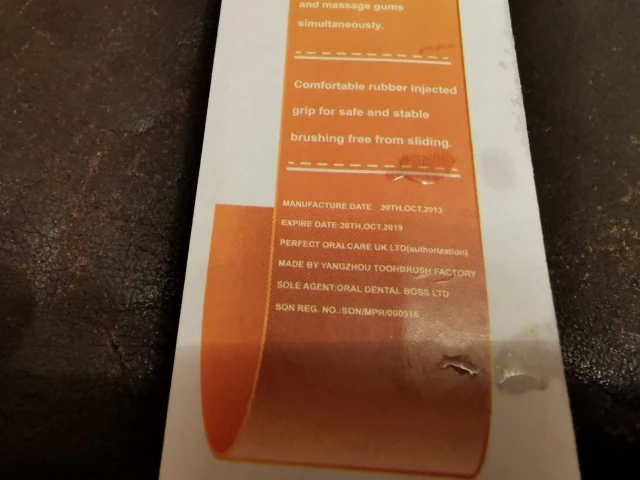 and massage gums
simultaneously.
Comfortable rubber injected
grip for safe and stable
brushing free from sliding.
MANUFACTURE DATE: 20TH.OCT.2013
EXPIRE DATE:20TH.OCT.2019
PERFECT ORALCARE UK LTD(authorization)
MADE BY YANGZHOU TOOHBRUSH FACTORY
SOLE AGENT:ORAL DENTAL BOSS LTD
SON REG. NO.:SON/MPR/000916